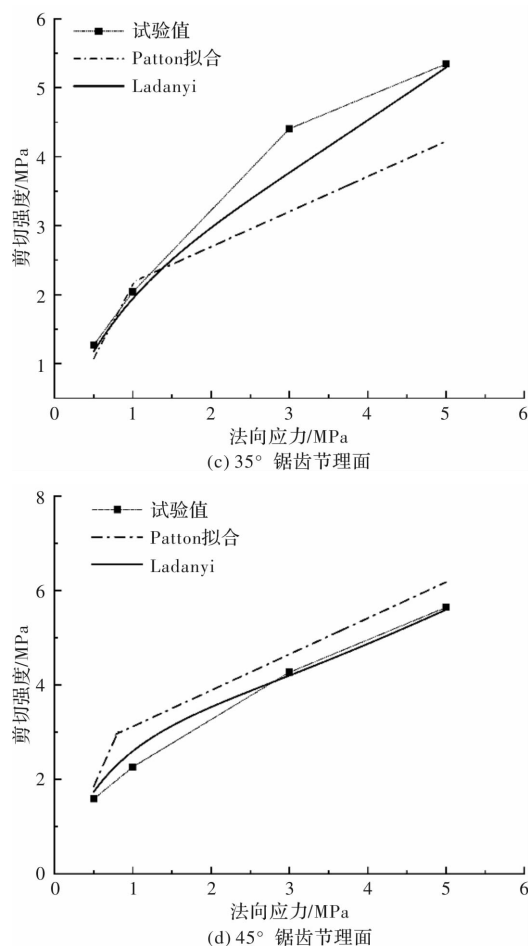 6
试验值
Patton拟合
5
Ladanyi
4
3
2
1
剪切强度/MPa
0 1 2 3 4 5 6
法向应力/MPa
(c) 35° 锯齿节理面
8
试验值
Patton拟合
Ladanyi
6
4
2
0
剪切强度/MPa
0 1 2 3 4 5 6
法向应力/MPa
(d) 45° 锯齿节理面